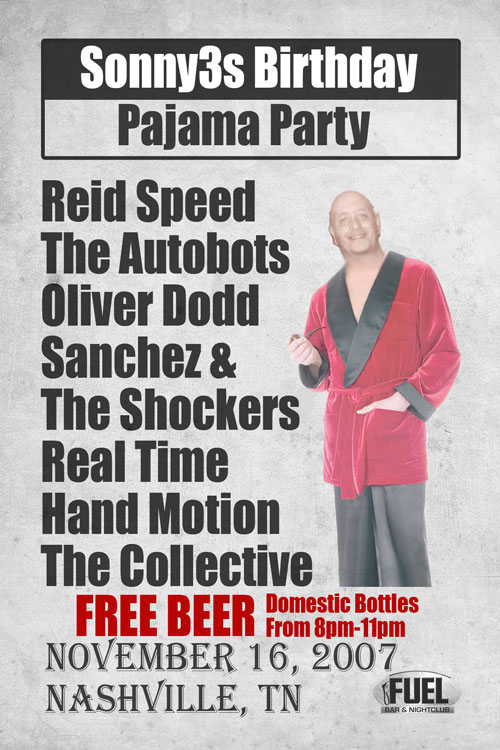 Sonny3s Birthday
Pajama Party
Reid Speed
The Autobots
Oliver Dodd
Sanchez &
The Shockers
Real Time
Hand Motion
The Collective
FREE BEER Domestic Bottles
From 8pm-11pm
November 16, 2007
Nashville, TN
FUEL
BAR & NIGHTCLUB